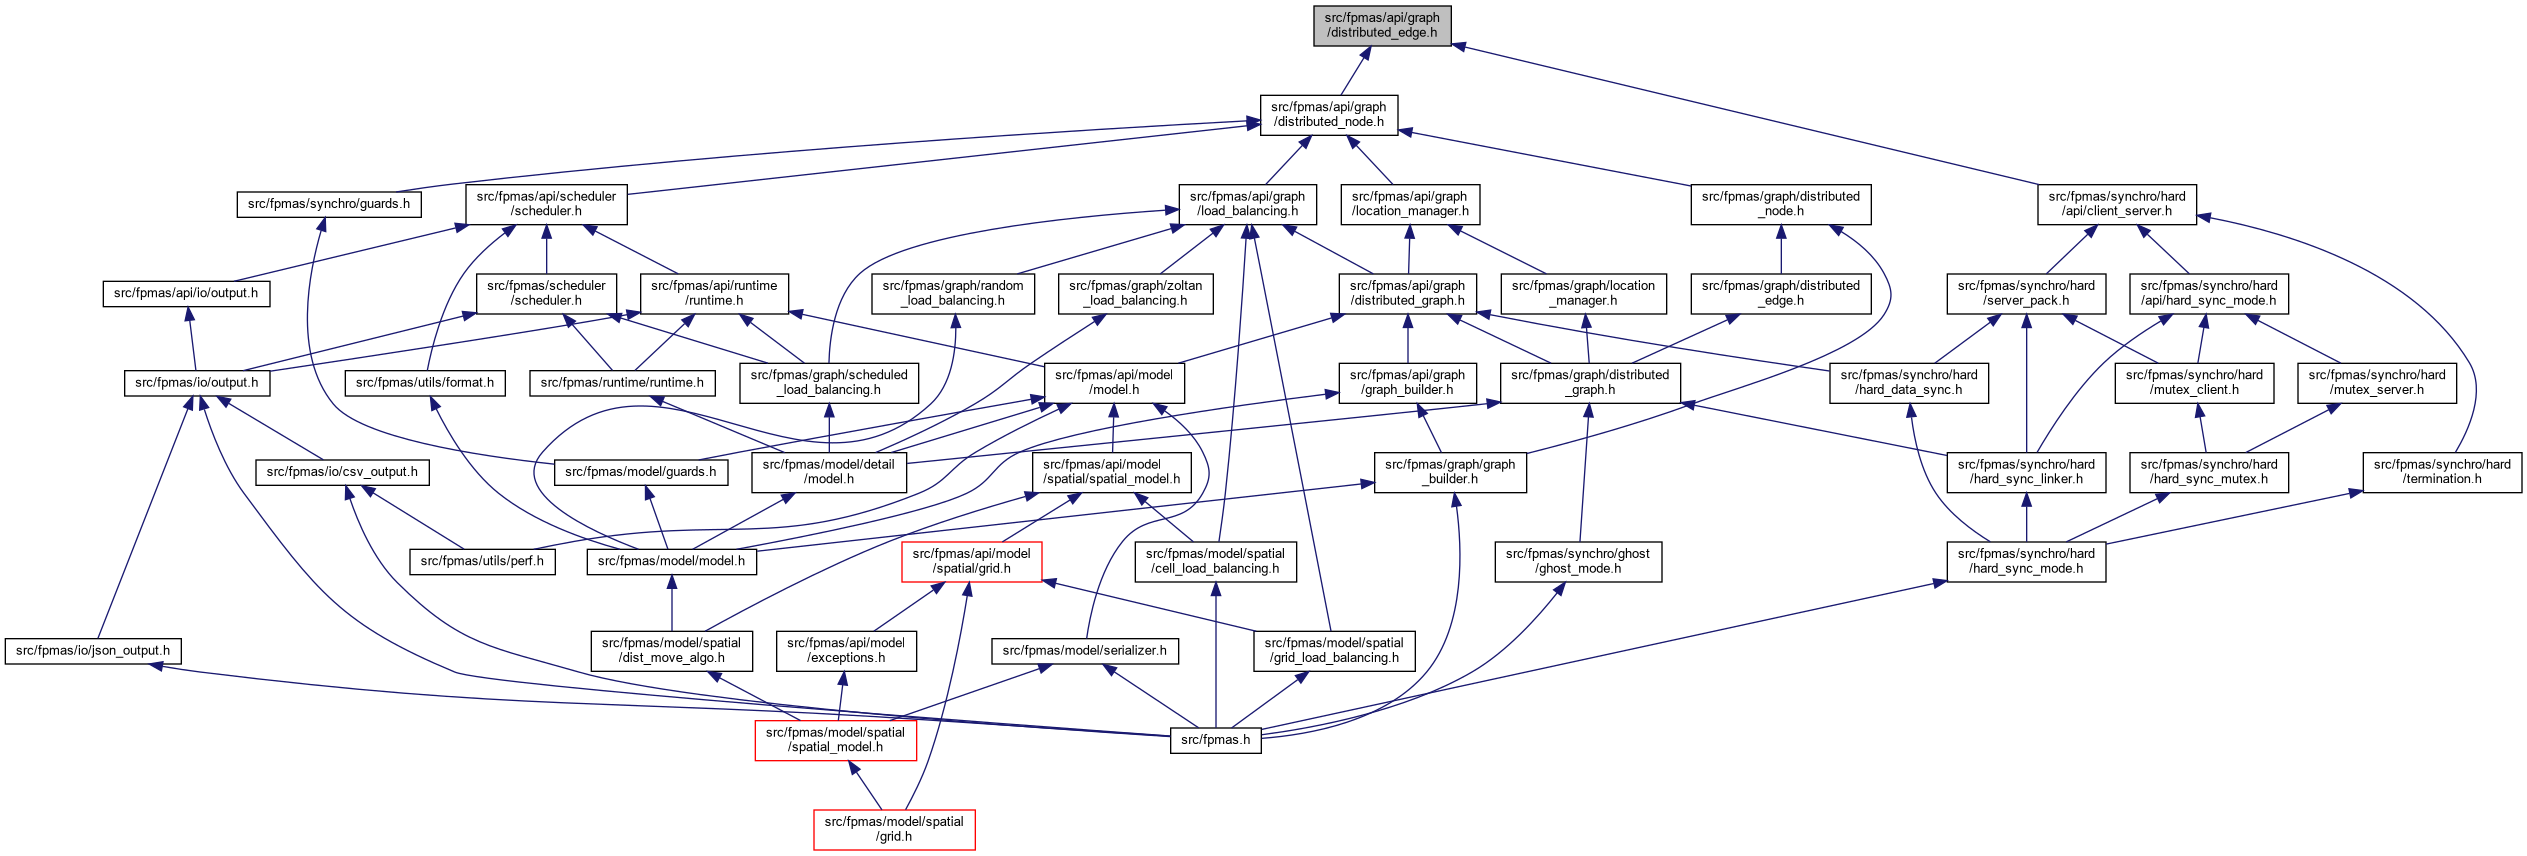 src/fpmas/api/graph
/distributed_edge.h
src/fpmas/api/graph
/distributed_node.h
src/fpmas/synchro/guards.h
src/fpmas/api/scheduler
/scheduler.h
src/fpmas/api/graph
/load_balancing.h
src/fpmas/api/graph
/location_manager.h
src/fpmas/graph/distributed
_node.h
src/fpmas/synchro/hard
/api/client_server.h
src/fpmas/api/io/output.h
src/fpmas/scheduler
/scheduler.h
src/fpmas/api/runtime
/runtime.h
src/fpmas/graph/random
_load_balancing.h
src/fpmas/graph/zoltan
_load_balancing.h
src/fpmas/api/graph
/distributed_graph.h
src/fpmas/graph/location
_manager.h
src/fpmas/graph/distributed
_edge.h
src/fpmas/synchro/hard
/server_pack.h
src/fpmas/synchro/hard
/api/hard_sync_mode.h
src/fpmas/io/output.h
src/fpmas/utils/format.h
src/fpmas/runtime/runtime.h
src/fpmas/graph/scheduled
_load_balancing.h
src/fpmas/api/model
/model.h
src/fpmas/api/graph
/graph_builder.h
src/fpmas/graph/distributed
_graph.h
src/fpmas/synchro/hard
/hard_data_sync.h
src/fpmas/synchro/hard
/mutex_client.h
src/fpmas/synchro/hard
/mutex_server.h
src/fpmas/io/csv_output.h
src/fpmas/model/guards.h
src/fpmas/model/detail
/model.h
src/fpmas/api/model
/spatial/spatial_model.h
src/fpmas/graph/graph
_builder.h
src/fpmas/synchro/hard
/hard_sync_linker.h
src/fpmas/synchro/hard
/hard_sync_mutex.h
src/fpmas/synchro/hard
/termination.h
src/fpmas/utils/perf.h
src/fpmas/model/model.h
src/fpmas/api/model
/spatial/grid.h
src/fpmas/model/spatial
/cell_load_balancing.h
src/fpmas/synchro/ghost
/ghost_mode.h
src/fpmas/synchro/hard
/hard_sync_mode.h
src/fpmas/io/json_output.h
src/fpmas/model/spatial
/dist_move_algo.h
src/fpmas/api/model
/exceptions.h
src/fpmas/model/serializer.h
src/fpmas/model/spatial
/grid_load_balancing.h
src/fpmas/model/spatial
/spatial_model.h
src/fpmas.h
src/fpmas/model/spatial
/grid.h